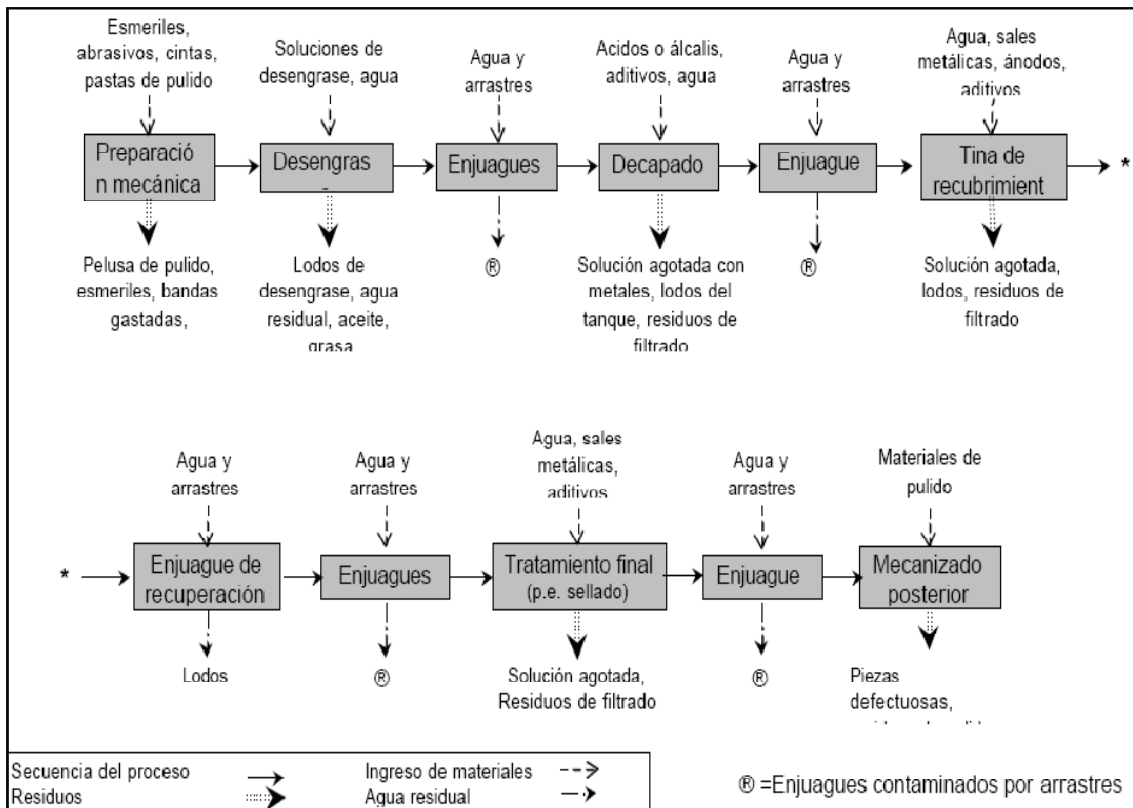 Esmeriles,
abrasivos, cintas,
pastas de pulido
Soluciones de
desengrase, agua
Agua y
arrastres
Acidos o álcalis,
aditivos, agua
Agua y
arrastres
Agua, sales
metálicas, ánodos,
aditivos
Preparació
n mecánica
Desengras
Enjuagues
Decapado
Enjuague
Tina de
recubrimient
*
Pelusa de pulido,
esmeriles, bandas
gastadas,
Lodos de
desengrase, agua
residual, aceite,
grasa
®
Solución agotada con
metales, lodos del
tanque, residuos de
filtrado
®
Solución agotada,
lodos, residuos de
filtrado
Agua y
arrastres
Agua y
arrastres
Agua, sales
metálicas,
aditivos
Agua y
arrastres
Materiales de
pulido
*
Enjuague de
recuperación
Enjuagues
Tratamiento final
(p.e. sellado)
Enjuague
Mecanizado
posterior
Lodos
®
Solución agotada,
Residuos de filtrado
®
Piezas
defectuosas,
Secuencia del proceso
Ingreso de materiales
Residuos
Agua residual
® =Enjuagues contaminados por arrastres